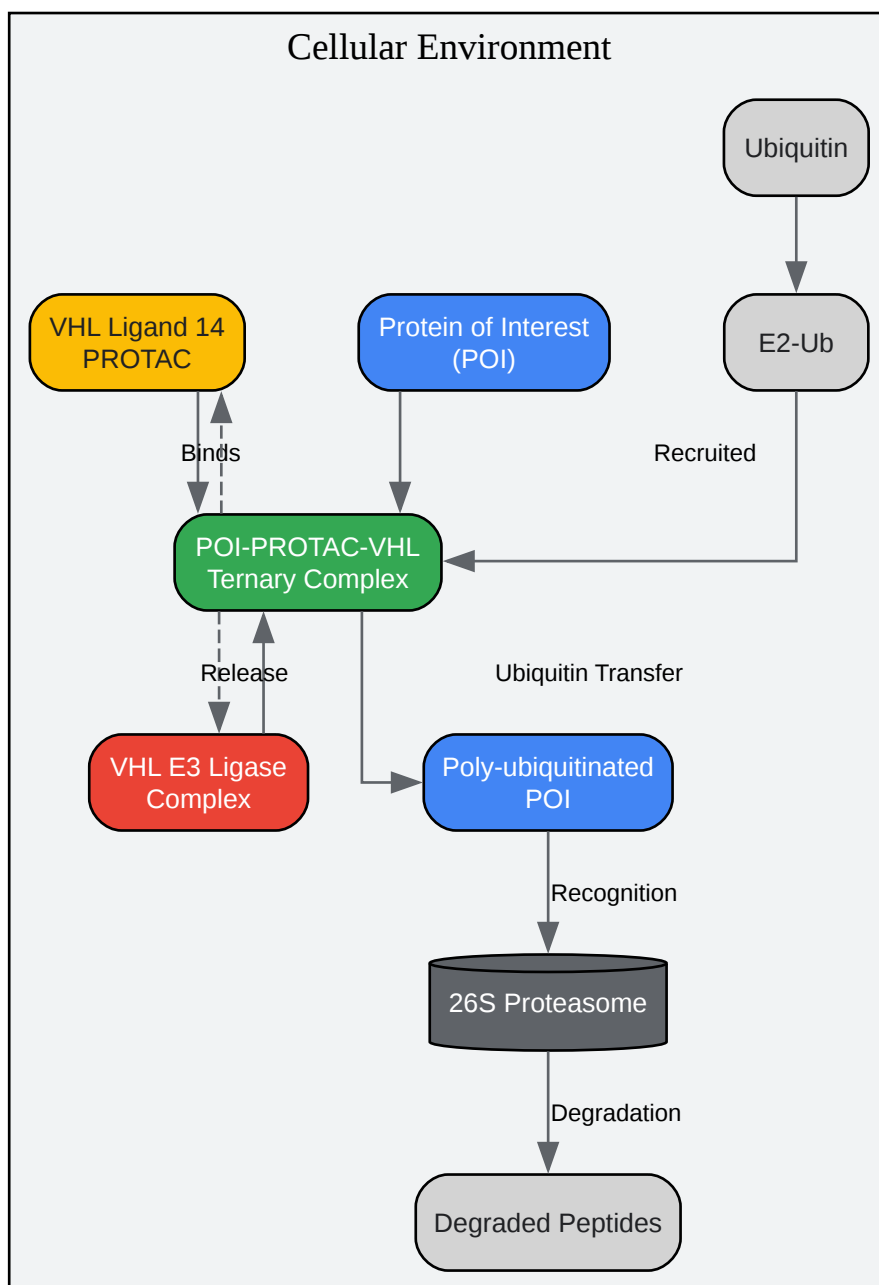 Cellular Environment
Ubiquitin
VHL Ligand 14
PROTAC
Protein of Interest
(POI)
E2-Ub
Binds
Recruited
POI-PROTAC-VHL
Ternary Complex
Release
Ubiquitin Transfer
VHL E3 Ligase
Complex
Poly-ubiquitinated
POI
Recognition
26S Proteasome
Degradation
Degraded Peptides